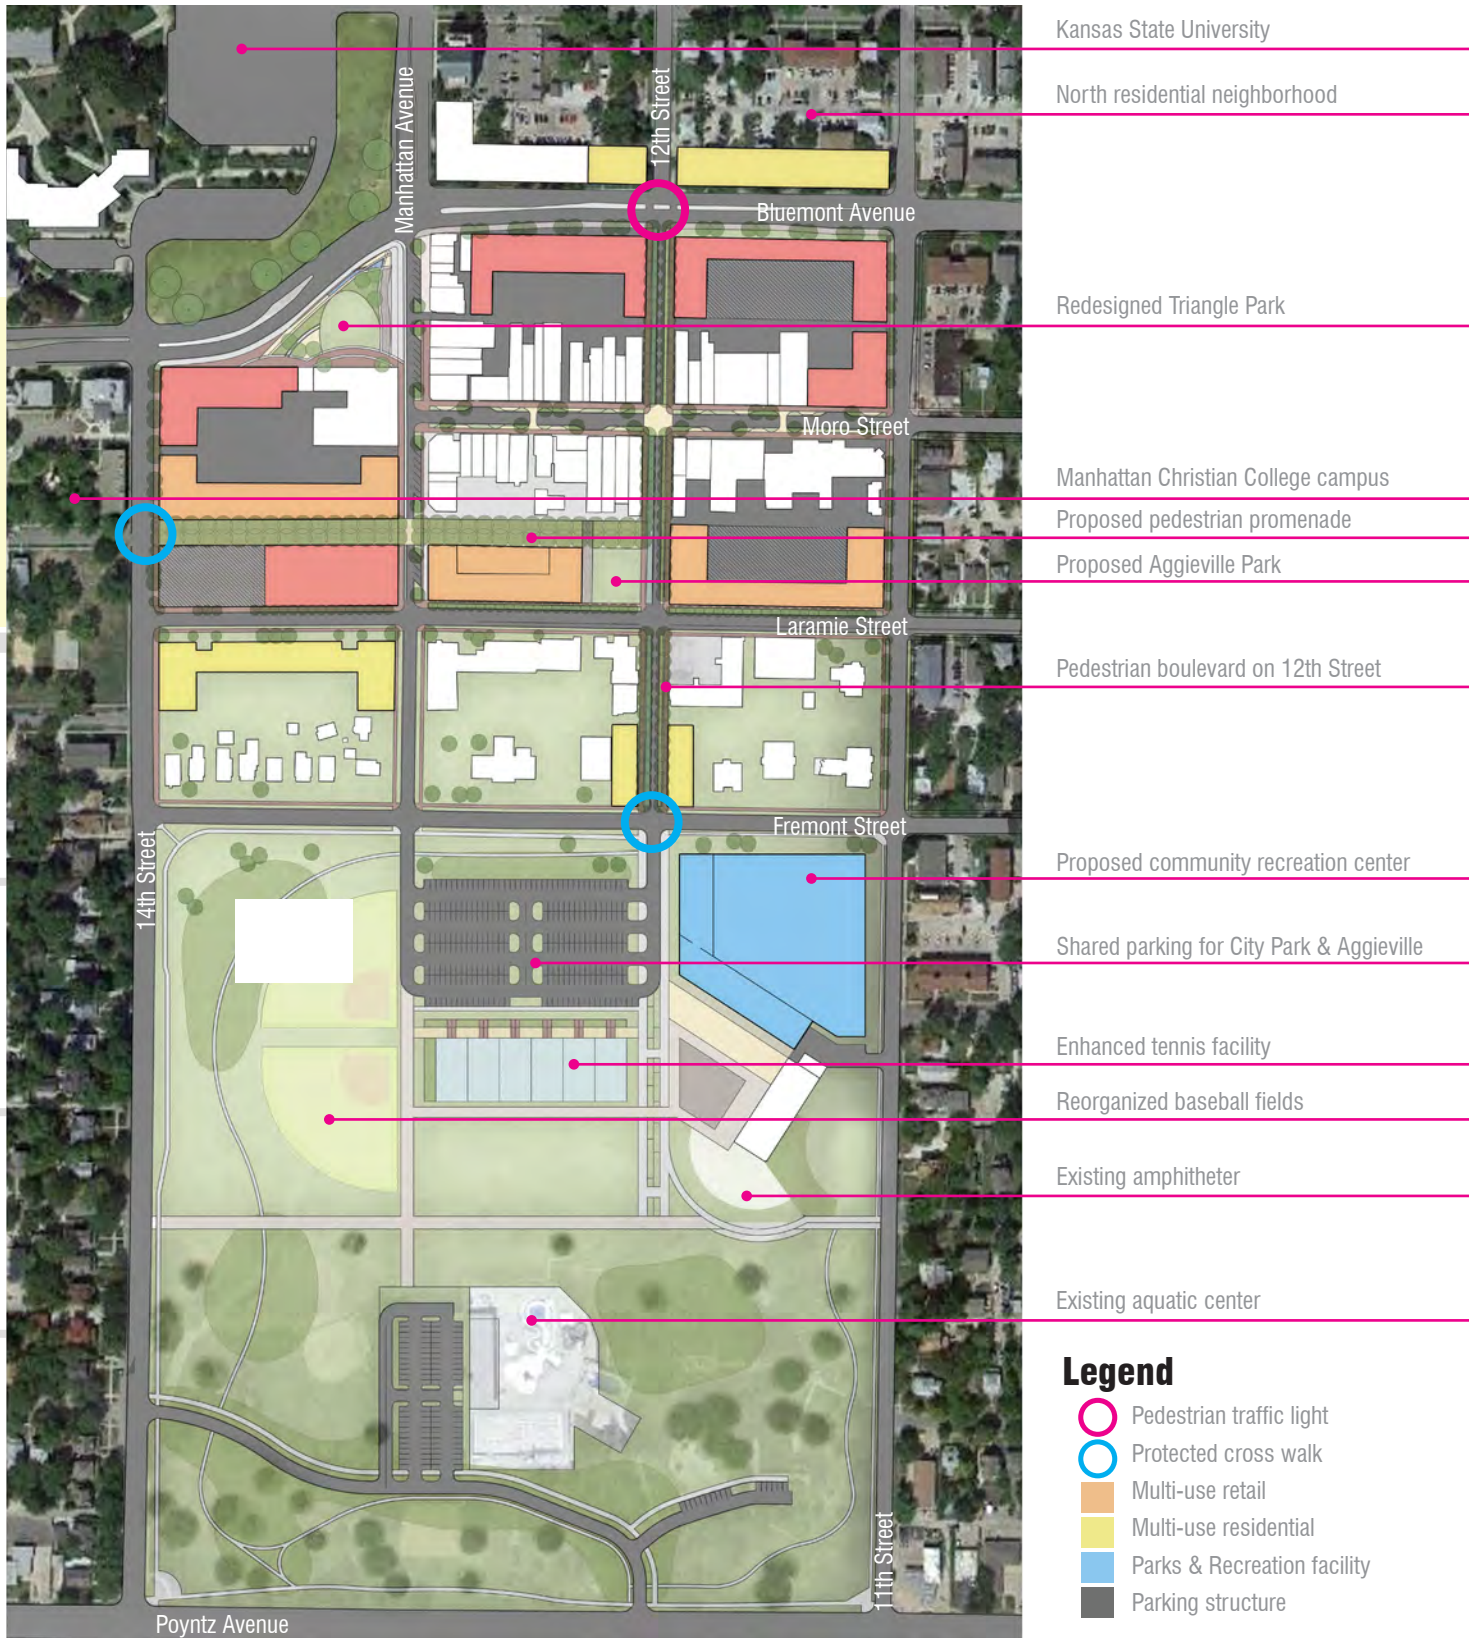 Kansas State University
North residential neighborhood
Manhattan Avenue
12th Street
Bluemont Avenue
Redesigned Triangle Park
Moro Street
Manhattan Christian College campus
Proposed pedestrian promenade
Proposed Aggieville Park
Laramie Street
Pedestrian boulevard on 12th Street
Fremont Street
14th Street
Proposed community recreation center
Shared parking for City Park & Aggieville
Enhanced tennis facility
Reorganized baseball fields
Existing amphitheter
Existing aquatic center
Legend
Pedestrian traffic light
Protected cross walk
Multi-use retail
Multi-use residential
Parks & Recreation facility
Parking structure
11th Street
Poyntz Avenue